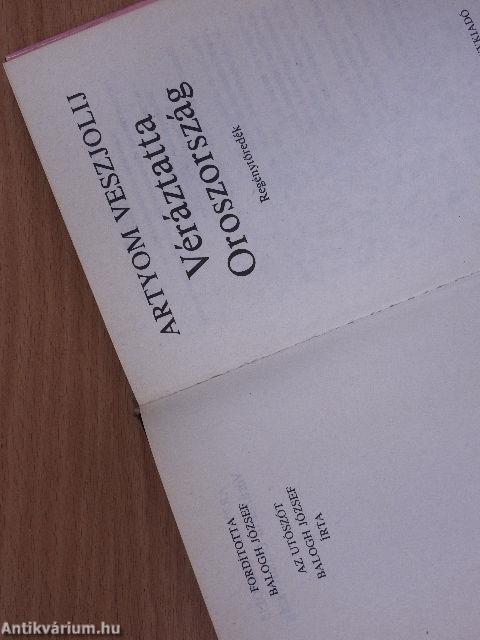 ARTYOM VESZJOLIJ
Véráztatta
Oroszország
Regénytöredék
FORDÍTOTTA
BALOGH JÓZSEF
AZ UTÓSZÓT
BALOGH JÓZSEF
ÍRTA
Antikvárium.hu